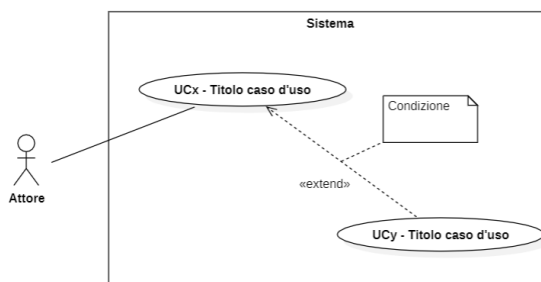 Sistema
UCx - Titolo caso d'uso
Condizione
Attore
«extend»
UCy - Titolo caso d'uso